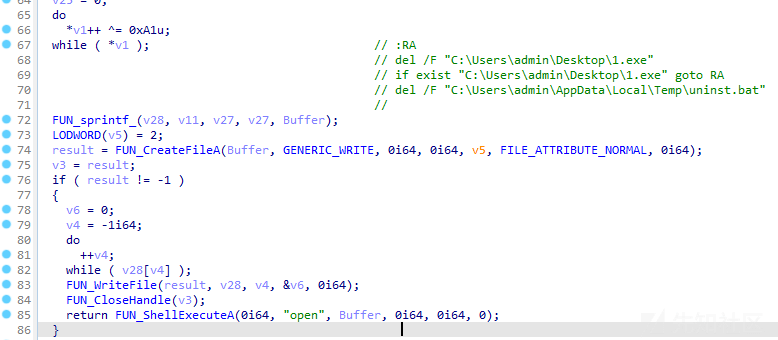 64 v25 = 0;
65 do
66 *v1++ ^= 0xA1u;
67 while ( *v1 ); // :RA
68 // del /F "C:\Users\admin\Desktop\1.exe"
69 // if exist "C:\Users\admin\Desktop\1.exe" goto RA
70 // del /F "C:\Users\admin\AppData\Local\Temp\uninst.bat"
71 //
72 FUN_sprintf_(v28, v11, v27, v27, Buffer);
73 LODWORD(v5) = 2;
74 result = FUN_CreateFileA(Buffer, GENERIC_WRITE, 0i64, 0i64, v5, FILE_ATTRIBUTE_NORMAL, 0i64);
75 v3 = result;
76 if ( result != -1 )
77 {
78 v6 = 0;
79 v4 = -1i64;
80 do
81 ++v4;
82 while ( v28[v4] );
83 FUN_WriteFile(result, v28, v4, &v6, 0i64);
84 FUN_CloseHandle(v3);
85 return FUN_ShellExecuteA(0i64, "open", Buffer, 0i64, 0i64, 0);
86 }